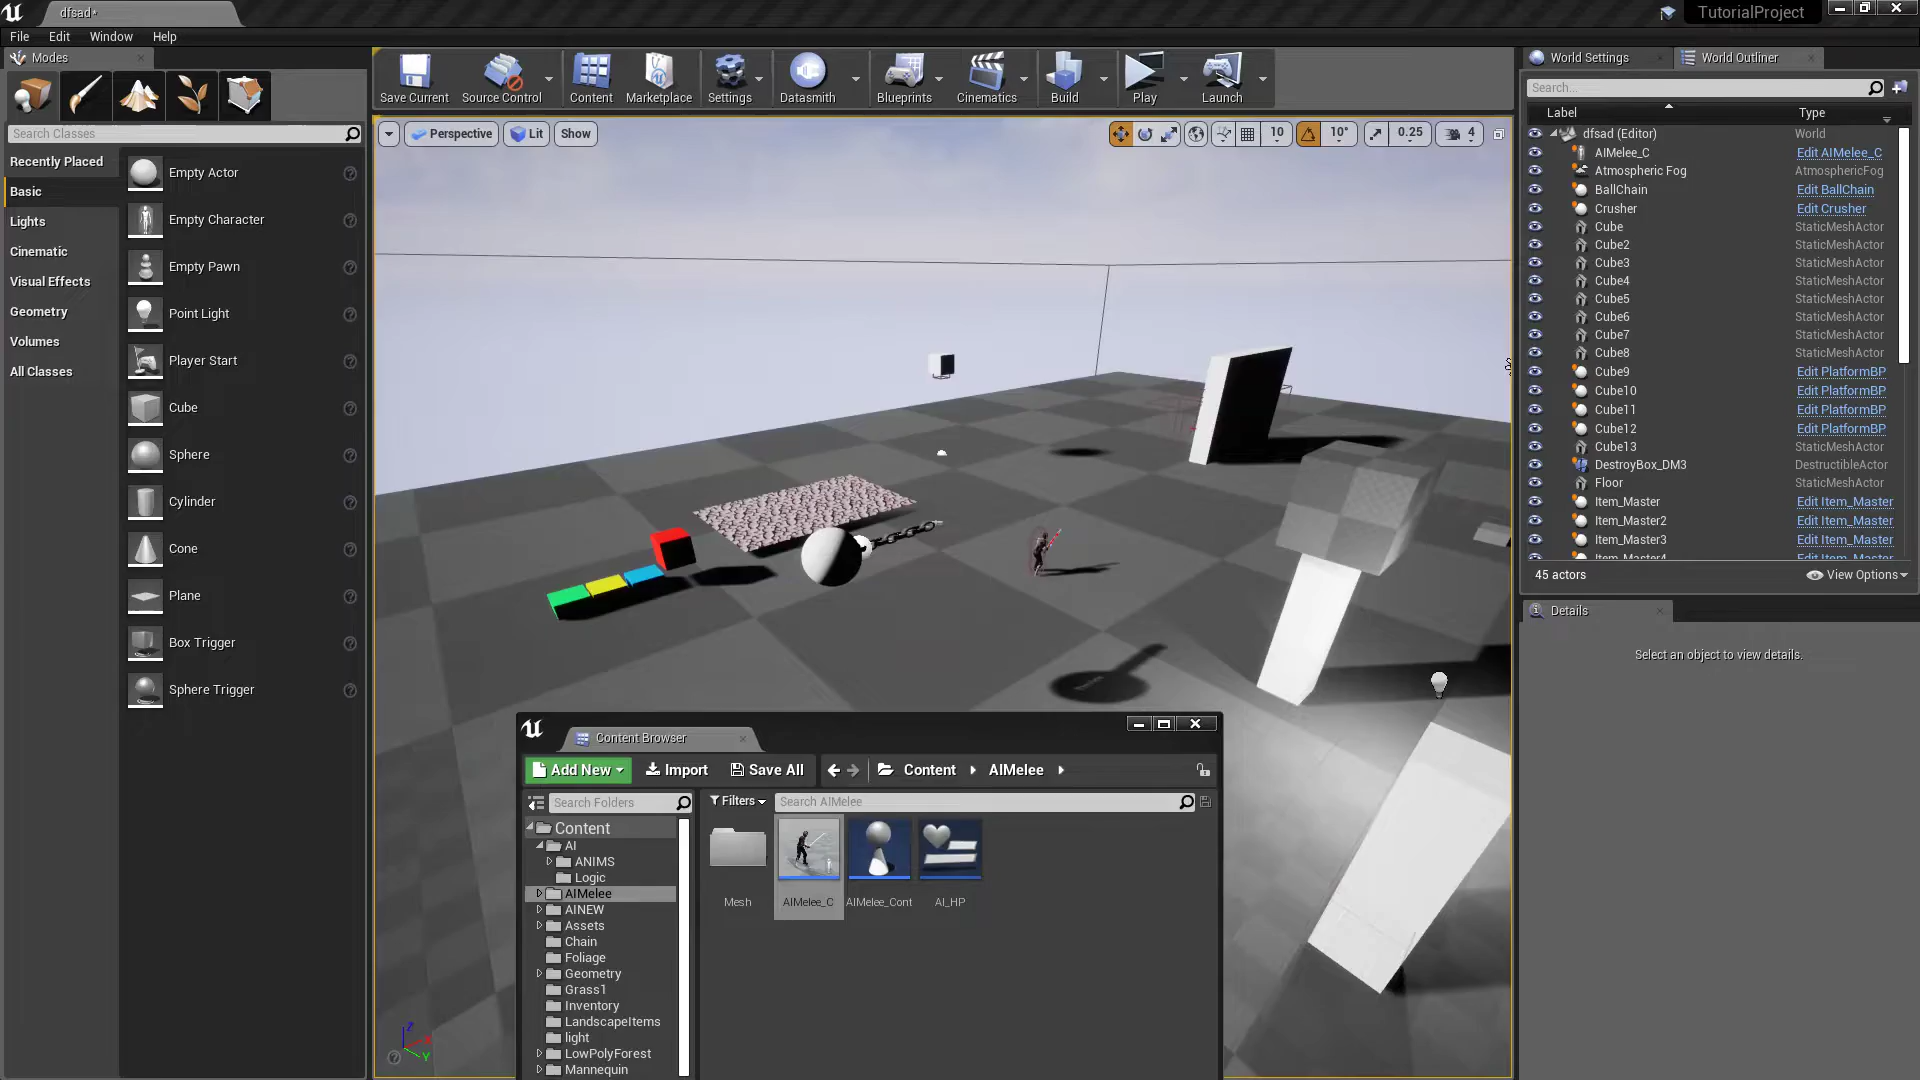 dfsad*
TutorialProject
File Edit Window Help
Modes
Search Classes
Recently Placed
Basic
Lights
Cinematic
Visual Effects
Geometry
Volumes
All Classes
Empty Actor
Empty Character
Empty Pawn
Point Light
Player Start
Cube
Sphere
Cylinder
Cone
Plane
Box Trigger
Sphere Trigger
Save Current Source Control Content Marketplace Settings Datasmith Blueprints Cinematics Build Play Launch
Perspective Lit Show
10 10° 0.25 4
World Settings World Outliner
Search...
Label Type
dfsad (Editor) World
AIMelee_C Edit AIMelee_C
Atmospheric Fog AtmosphericFog
BallChain Edit BallChain
Crusher Edit Crusher
Cube StaticMeshActor
Cube2 StaticMeshActor
Cube3 StaticMeshActor
Cube4 StaticMeshActor
Cube5 StaticMeshActor
Cube6 StaticMeshActor
Cube7 StaticMeshActor
Cube8 StaticMeshActor
Cube9 Edit PlatformBP
Cube10 Edit PlatformBP
Cube11 Edit PlatformBP
Cube12 Edit PlatformBP
Cube13 StaticMeshActor
DestroyBox_DM3 DestructibleActor
Floor StaticMeshActor
Item_Master Edit Item_Master
Item_Master2 Edit Item_Master
Item_Master3 Edit Item_Master
Item_Master4 Edit Item_Master
45 actors View Options
Details
Select an object to view details.
Z
X
Y
Content Browser
Add New Import Save All Content AIMelee
Search Folders
Filters Search AIMelee
Content
AI
ANIMS
Logic
AIMelee
AINEW
Assets
Chain
Foliage
Geometry
Grass1
Inventory
LandscapeItems
light
LowPolyForest
Mannequin
Mesh AIMelee_C AIMelee_Cont AI_HP